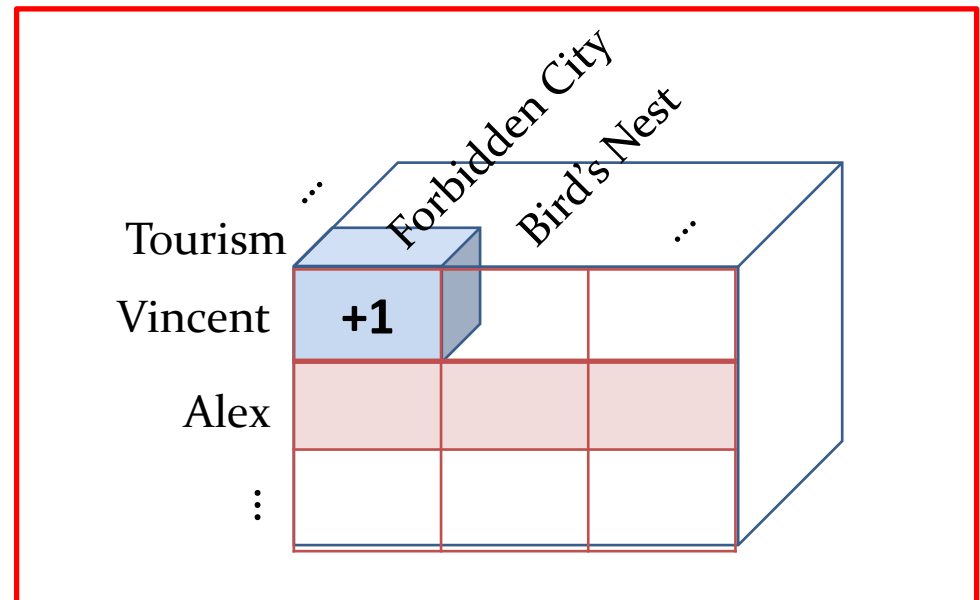 Forbidden City
Bird's Nest
...
...
Tourism
Vincent
+1
Alex
...